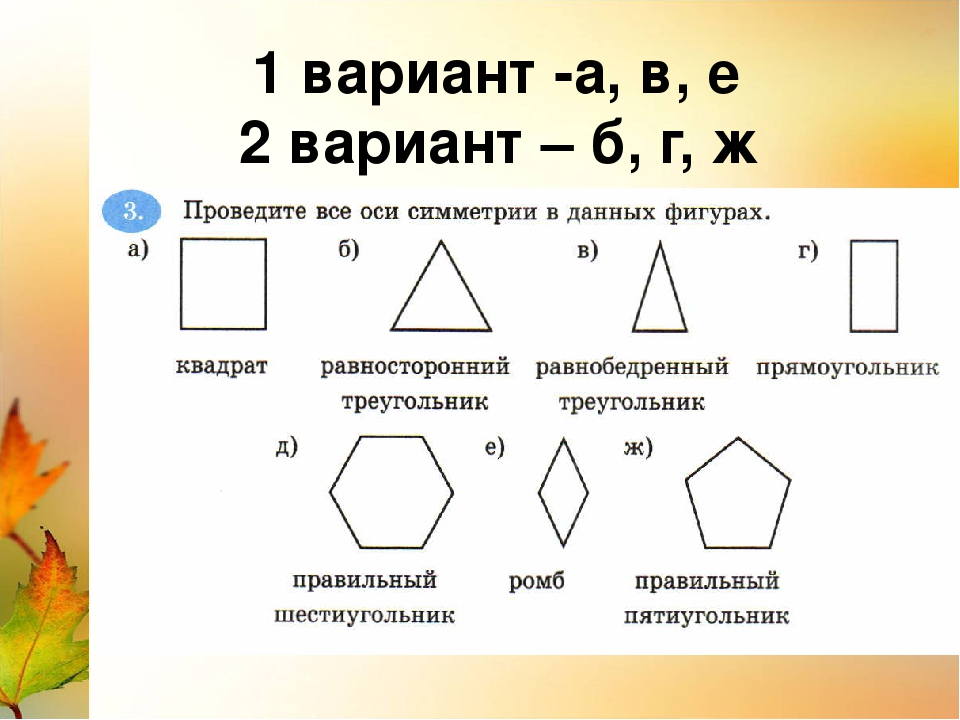 1 вариант -а, в, е
2 вариант – б, г, ж
3. Проведите все оси симметрии в данных фигурах.
а) б) в) г)
квадрат равносторонний треугольник равнобедренный треугольник прямоугольник
д) е) ж)
правильный шестиугольник ромб правильный пятиугольник